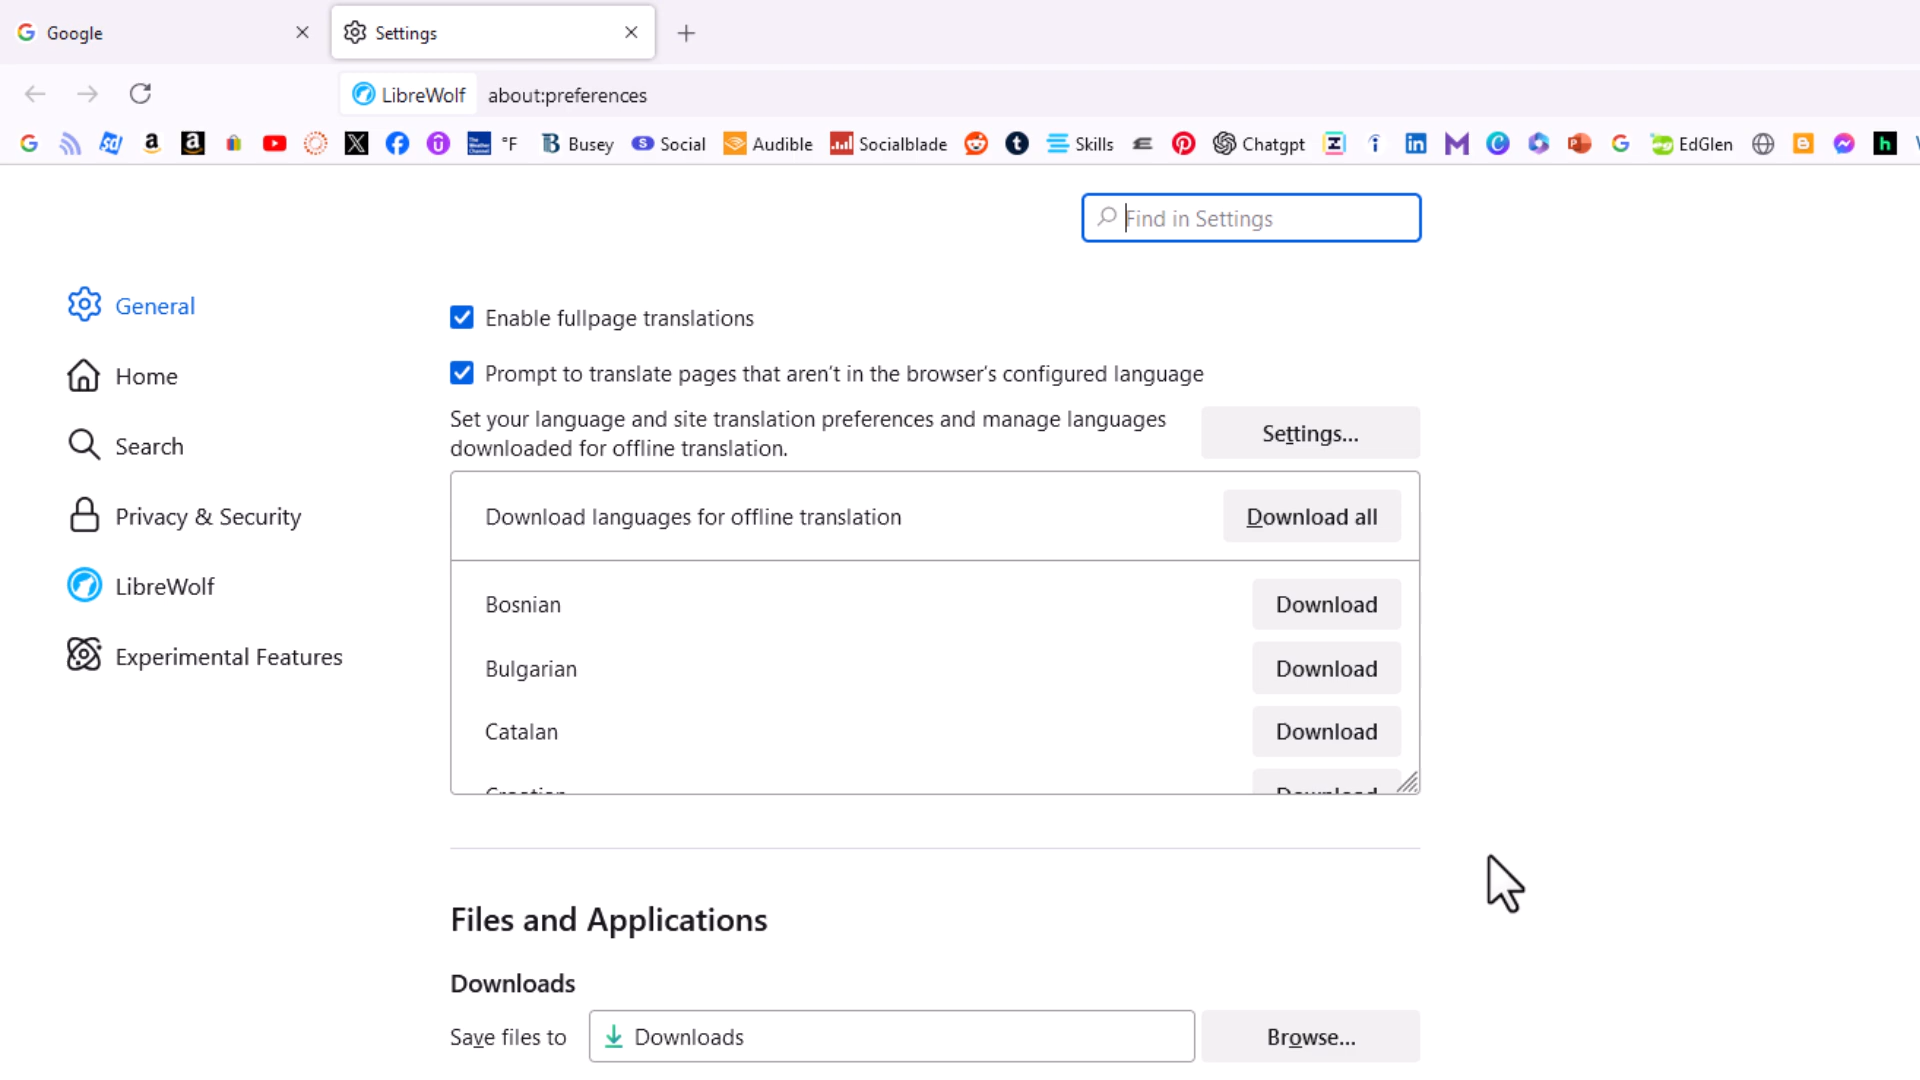 Google
Settings
LibreWolf about:preferences
°F Busey Social Audible Socialblade Skills Chatgpt EdGlen
Find in Settings
General
Home
Search
Privacy & Security
LibreWolf
Experimental Features
Enable fullpage translations
Prompt to translate pages that aren't in the browser's configured language
Set your language and site translation preferences and manage languages
downloaded for offline translation.
Settings...
Download languages for offline translation Download all
Bosnian Download
Bulgarian Download
Catalan Download
Croatian Download
Files and Applications
Downloads
Save files to Downloads Browse...